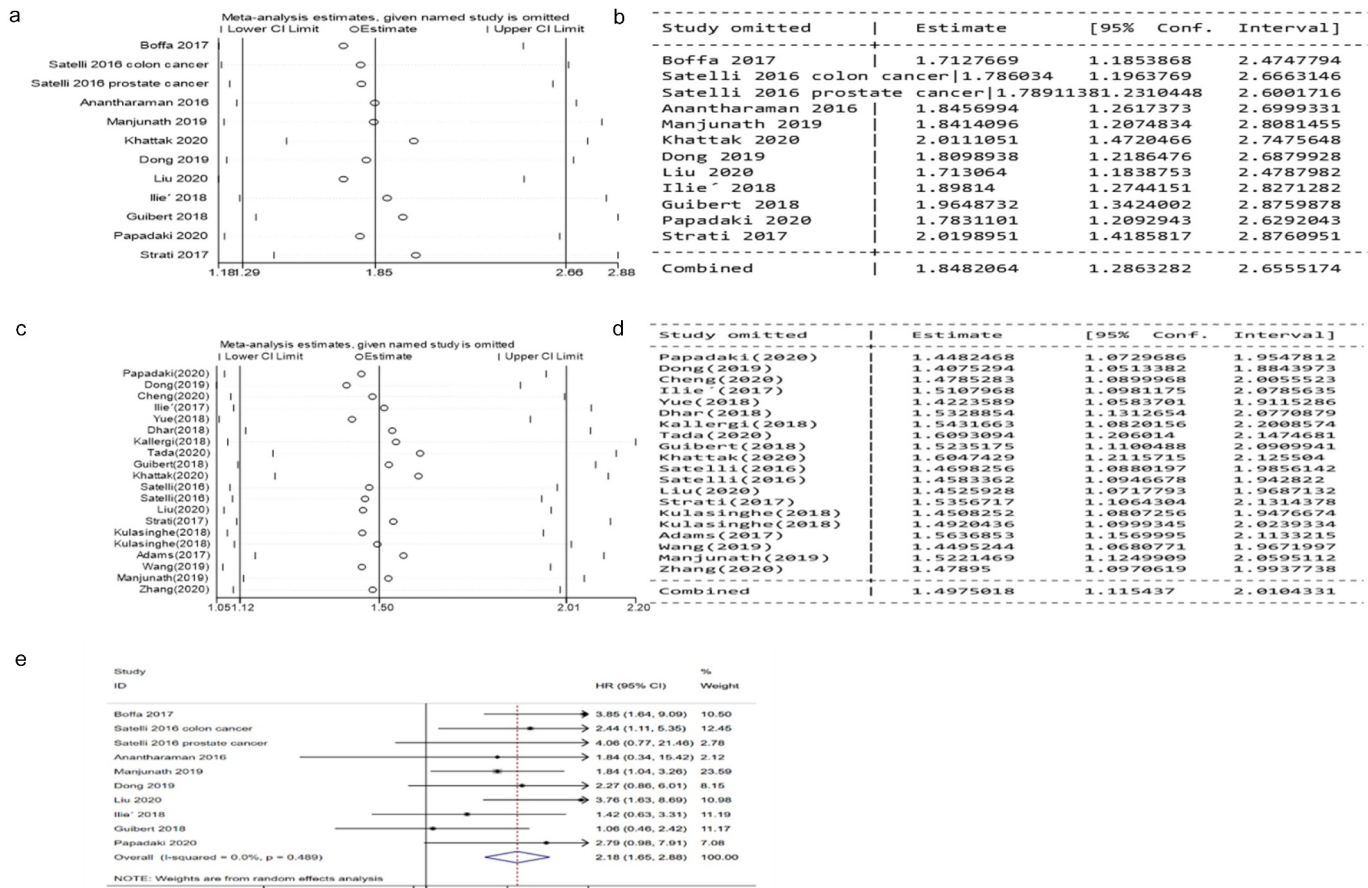 a
Meta-analysis estimates, given named study is omitted
| Lower CI Limit ○Estimate | Upper CI Limit
Boffa 2017
Satelli 2016 colon cancer
Satelli 2016 prostate cancer
Anantharaman 2016
Manjunath 2019
Khattak 2020
Dong 2019
Liu 2020
Ilie´ 2018
Guibert 2018
Papadaki 2020
Strati 2017
1.18 1.29 1.85 2.66 2.88
b
Study omitted | Estimate [95% Conf. Interval]
Boffa 2017 | 1.7127669 1.1853868 2.4747794
Satelli 2016 colon cancer|1.786034 1.1963769 2.6663146
Satelli 2016 prostate cancer|1.78911381.2310448 2.6001716
Anantharaman 2016 | 1.8456994 1.2617373 2.6999331
Manjunath 2019 | 1.8414096 1.2074834 2.8081455
Khattak 2020 | 2.0111051 1.4720466 2.7475648
Dong 2019 | 1.8098938 1.2186476 2.6879928
Liu 2020 | 1.713064 1.1838753 2.4787982
Ilie´ 2018 | 1.89814 1.2744151 2.8271282
Guibert 2018 | 1.9648732 1.3424002 2.8759878
Papadaki 2020 | 1.7831101 1.2092943 2.6292043
Strati 2017 | 2.0198951 1.4185817 2.8760951
Combined | 1.8482064 1.2863282 2.6555174
c
Meta-analysis estimates, given named study is omitted
| Lower CI Limit ○Estimate | Upper CI Limit
Papadaki(2020)
Dong(2019)
Cheng(2020)
Ilie´(2017)
Yue(2018)
Dhar(2018)
Kallergi(2018)
Tada(2020)
Guibert(2018)
Khattak(2020)
Satelli(2016)
Satelli(2016)
Liu(2020)
Strati(2017)
Kulasinghe(2018)
Kulasinghe(2018)
Adams(2017)
Wang(2019)
Manjunath(2019)
Zhang(2020)
1.05 1.12 1.50 2.01 2.20
d
Study omitted | Estimate [95% Conf. Interval]
Papadaki(2020) | 1.4482468 1.0729686 1.9547812
Dong(2019) | 1.4075294 1.0513382 1.8843973
Cheng(2020) | 1.4785283 1.0899968 2.0055523
Ilie´(2017) | 1.5107968 1.0981175 2.0785635
Yue(2018) | 1.4223589 1.0583701 1.9115286
Dhar(2018) | 1.5328854 1.1312654 2.0770879
Kallergi(2018) | 1.5431663 1.0820156 2.2008574
Tada(2020) | 1.6093094 1.206014 2.1474681
Guibert(2018) | 1.5235175 1.1100488 2.0909941
Khattak(2020) | 1.6047429 1.2115715 2.125504
Satelli(2016) | 1.4698256 1.0880197 1.9856142
Satelli(2016) | 1.4583362 1.0946678 1.942822
Liu(2020) | 1.4525928 1.0717793 1.9687132
Strati(2017) | 1.5356717 1.1064304 2.1314378
Kulasinghe(2018) | 1.4508252 1.0807256 1.9476674
Kulasinghe(2018) | 1.4920436 1.0999345 2.0239334
Adams(2017) | 1.5636853 1.1569995 2.1133215
Wang(2019) | 1.4495244 1.0680771 1.9671997
Manjunath(2019) | 1.5221469 1.1249909 2.0595112
Zhang(2020) | 1.47895 1.0970619 1.9937738
Combined | 1.4975018 1.115437 2.0104331
e
Study %
ID HR (95% CI) Weight
Boffa 2017 3.85 (1.64, 9.09) 10.50
Satelli 2016 colon cancer 2.44 (1.11, 5.35) 12.45
Satelli 2016 prostate cancer 4.06 (0.77, 21.46) 2.78
Anantharaman 2016 1.84 (0.34, 15.42) 2.12
Manjunath 2019 1.84 (1.04, 3.26) 23.59
Dong 2019 2.27 (0.86, 6.01) 8.15
Liu 2020 3.76 (1.63, 8.69) 10.98
Ilie´ 2018 1.42 (0.63, 3.31) 11.19
Guibert 2018 1.06 (0.46, 2.42) 11.17
Papadaki 2020 2.79 (0.98, 7.91) 7.08
Overall (I-squared = 0.0%, p = 0.489) 2.18 (1.65, 2.88) 100.00
NOTE: Weights are from random effects analysis